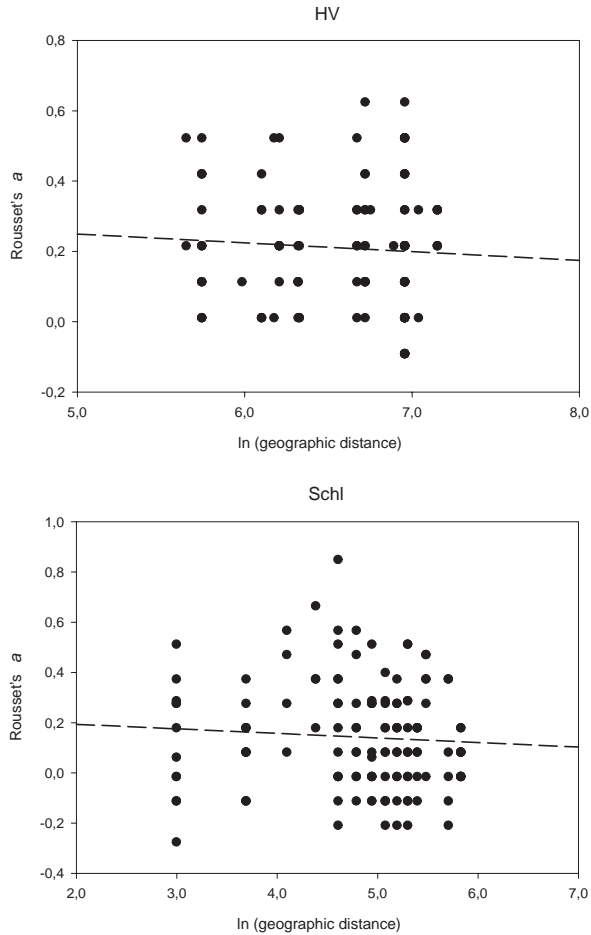 HV
0,8
0,6
0,4
0,2
0,0
-0,2
Rousset's a
5,0 6,0 7,0 8,0
ln (geographic distance)
Schl
1,0
0,8
0,6
0,4
0,2
0,0
-0,2
-0,4
Rousset's a
2,0 3,0 4,0 5,0 6,0 7,0
ln (geographic distance)